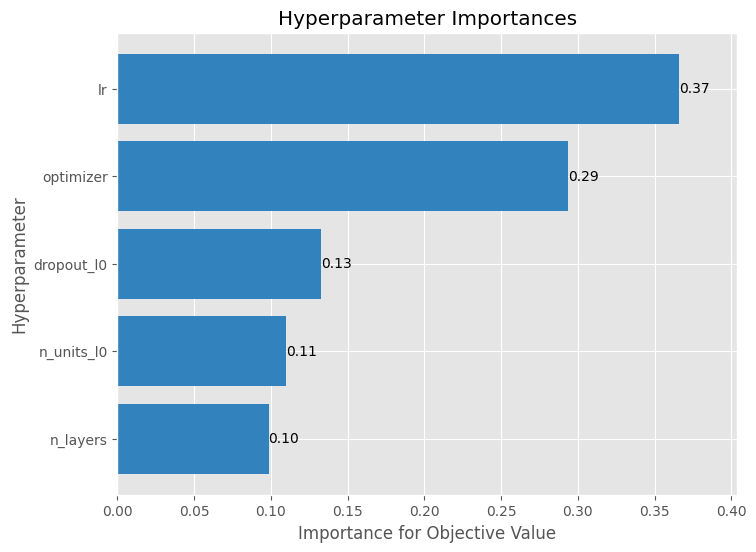 Hyperparameter Importances
Hyperparameter
lr
0.37
optimizer
0.29
dropout_l0
0.13
n_units_l0
0.11
n_layers
0.10
0.00 0.05 0.10 0.15 0.20 0.25 0.30 0.35 0.40
Importance for Objective Value